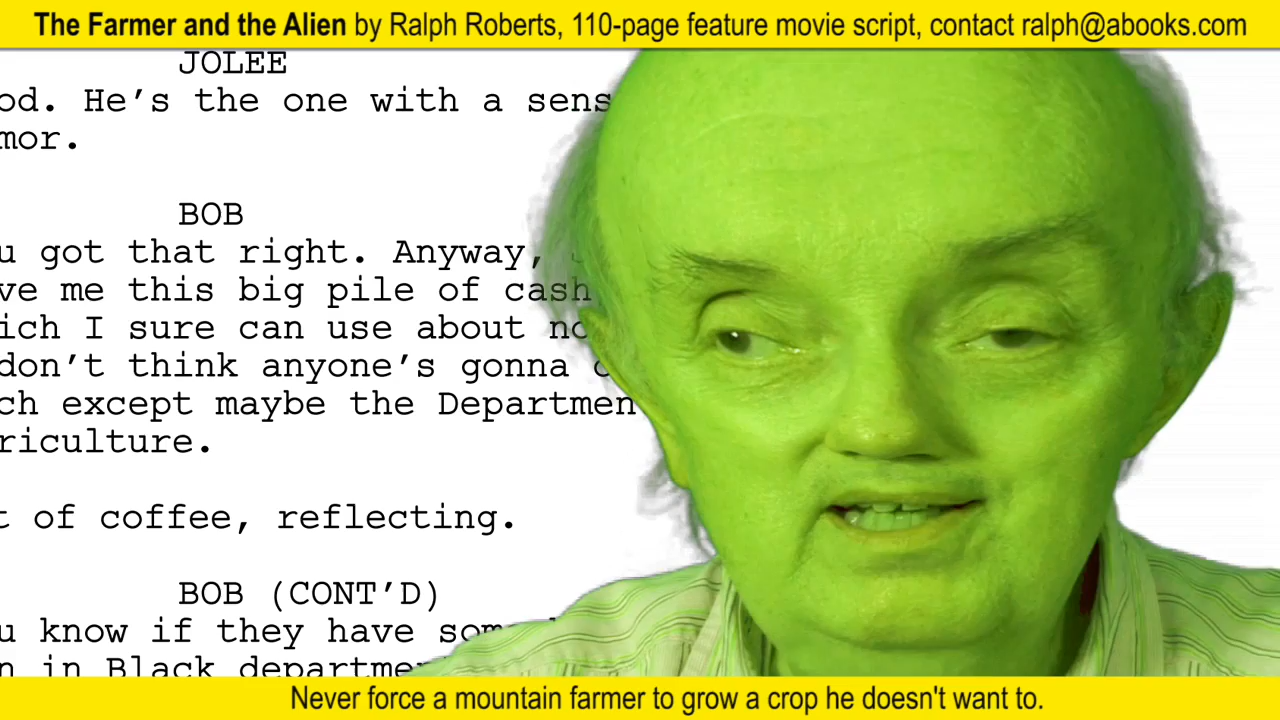 The Farmer and the Alien by Ralph Roberts, 110-page feature movie script, contact ralph@abooks.com
JOLEE
od. He’s the one with a sens
mor.
BOB
u got that right. Anyway,
ve me this big pile of cash
ich I sure can use about no
don’t think anyone’s gonna
ch except maybe the Departmen
riculture.
t of coffee, reflecting.
BOB (CONT’D)
u know if they have some
n in Black departme
Never force a mountain farmer to grow a crop he doesn't want to.